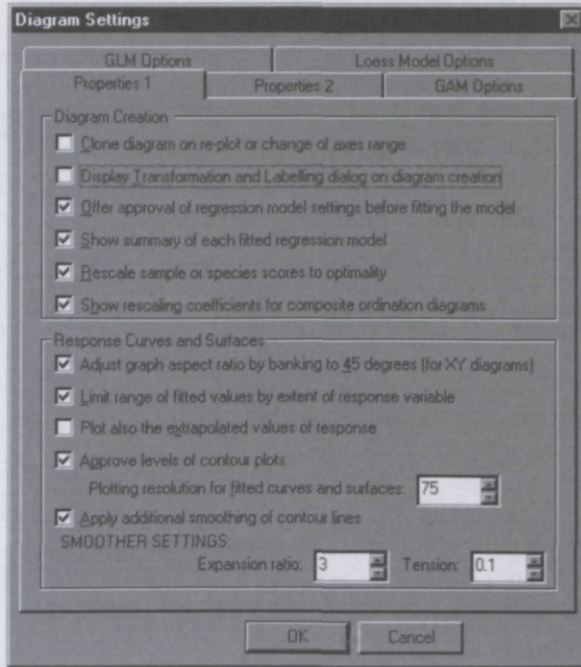 Diagram Settings
GLM Options
Loess Model Options
Properties 1
Properties 2
GAM Options
Diagram Creation
Clone diagram on re-plot or change of axes range
Display Transformation and Labelling dialog on diagram creation
Offer approval of regression model settings before fitting the model
Show summary of each fitted regression model
Rescale sample or species scores to optimality
Show rescaling coefficients for composite ordination diagrams
Response Curves and Surfaces
Adjust graph aspect ratio by banking to 45 degrees (for XY diagrams)
Limit range of fitted values by extent of response variable
Plot also the extrapolated values of response
Approve levels of contour plots
Plotting resolution for fitted curves and surfaces: 75
Apply additional smoothing of contour lines
SMOOTHER SETTINGS:
Expansion ratio: 3 Tension: 0.1
OK Cancel